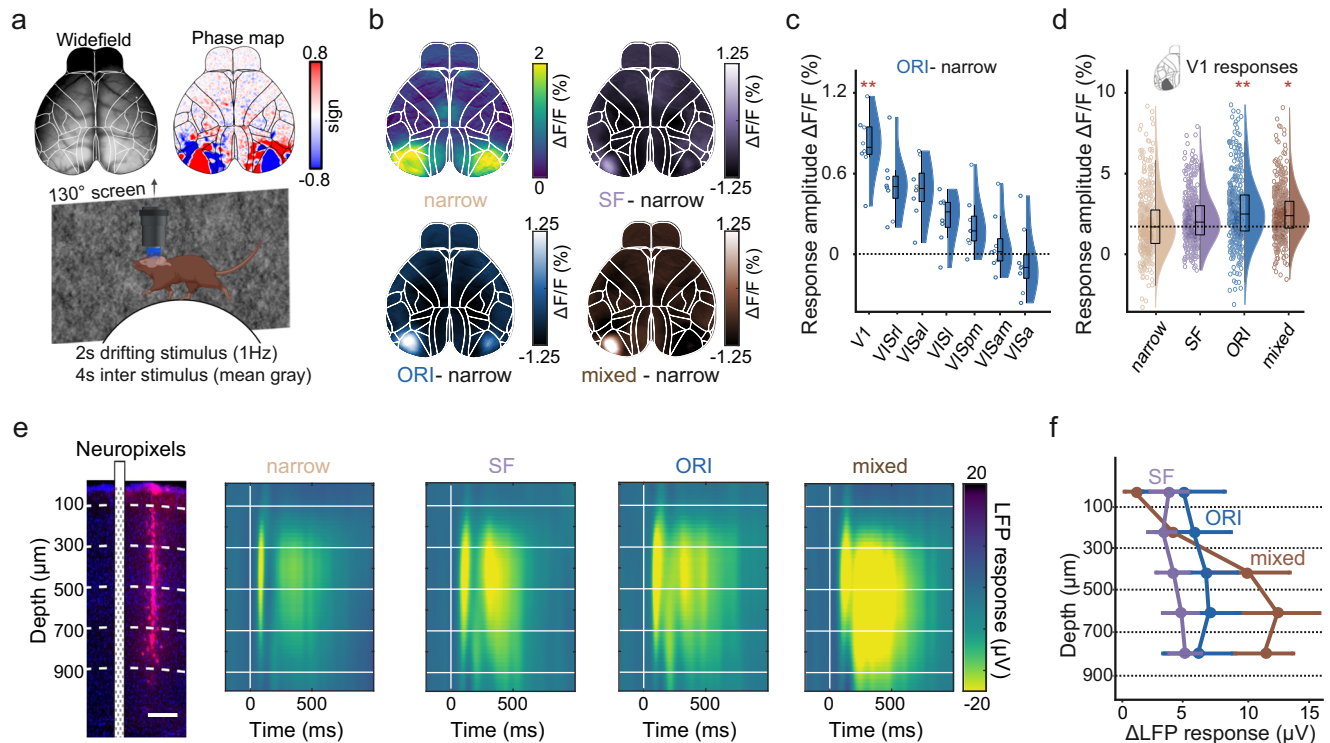 a
Widefield
Phase map
0.8
sign
-0.8
130° screen
2s drifting stimulus (1Hz)
4s inter stimulus (mean gray)
b
2
ΔF/F (%)
0
narrow
1.25
ΔF/F (%)
-1.25
SF - narrow
1.25
ΔF/F (%)
-1.25
ORI- narrow
1.25
ΔF/F (%)
-1.25
mixed - narrow
c
ORI- narrow
**
Response amplitude ΔF/F (%)
1.2
0.6
0
V1
VISrl
VISal
VISl
VISpm
VISam
VISa
d
V1 responses
**
*
Response amplitude ΔF/F (%)
10
5
0
narrow
SF
ORI
mixed
e
Neuropixels
Depth (µm)
100
300
500
700
900
narrow
SF
ORI
mixed
0
500
Time (ms)
0
500
Time (ms)
0
500
Time (ms)
0
500
Time (ms)
20
LFP response (µV)
-20
f
SF
ORI
mixed
Depth (µm)
100
300
500
700
900
0
5
10
15
ΔLFP response (µV)